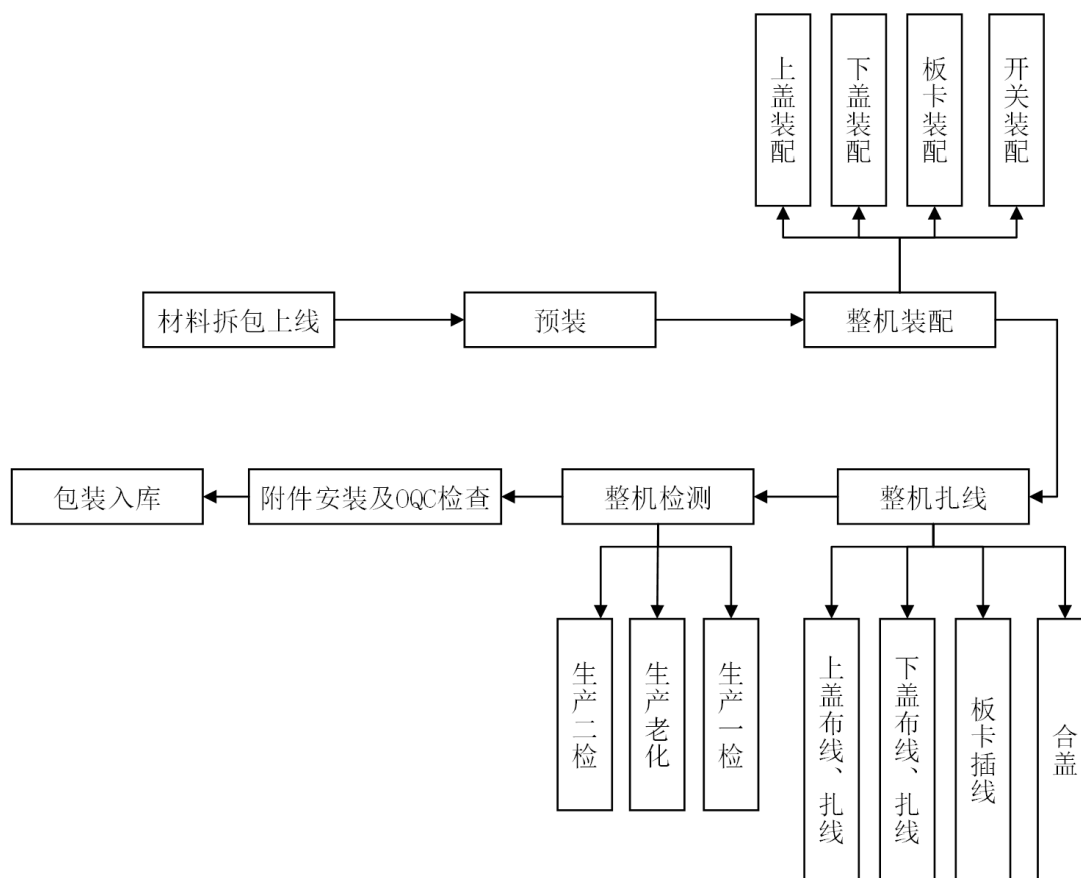 上盖装配
下盖装配
板卡装配
开关装配
材料拆包上线
预装
整机装配
包装入库
附件安装及OQC检查
整机检测
整机扎线
生产二检
生产老化
生产一检
上盖布线、扎线
下盖布线、扎线
板卡插线
合盖